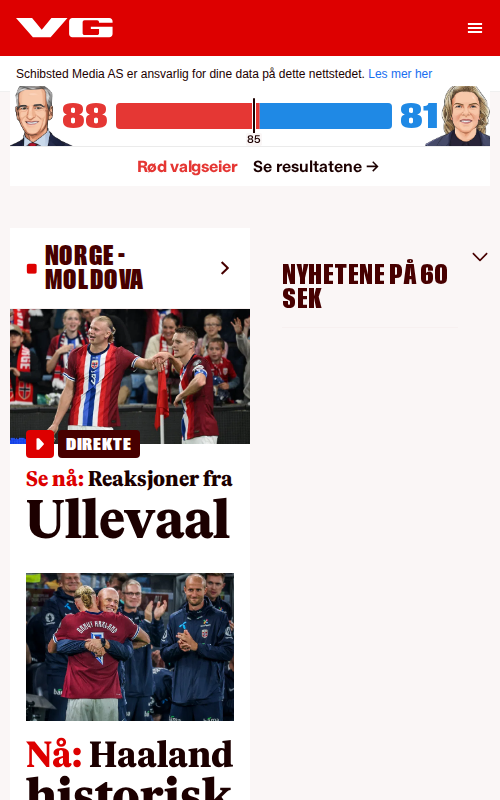 VG
Schibsted Media AS er ansvarlig for dine data på dette nettstedet. Les mer her
88
81
85
Rød valgseier Se resultatene →
NORGE -
MOLDOVA
NYHETENE PÅ 60
SEK
DIREKTE
Se nå: Reaksjoner fra
Ullevaal
Nå: Haaland
historisk